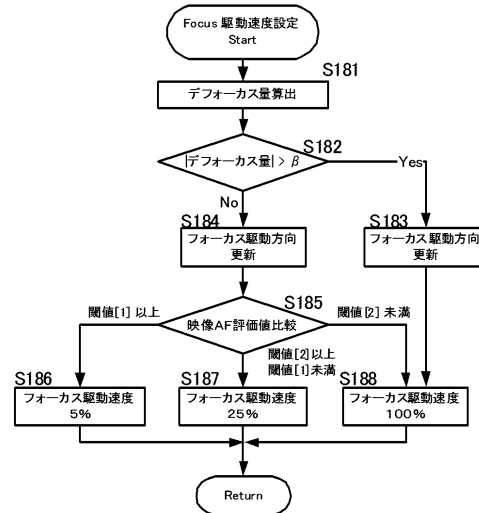 Focus 駆動速度設定
Start
S181
デフォーカス量算出
S182
|デフォーカス量| > β
Yes
No
S184
S183
フォーカス駆動方向
更新
フォーカス駆動方向
更新
S185
閾値[1] 以上
映像AF評価値比較
閾値[2] 未満
閾値[2]以上
閾値[1]未満
S186
S187
S188
フォーカス駆動速度
5%
フォーカス駆動速度
25%
フォーカス駆動速度
100%
Return